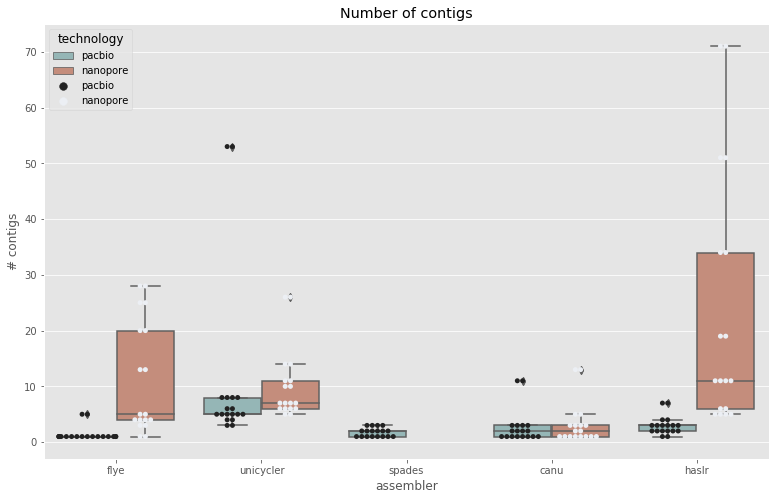 Number of contigs
technology
pacbio
nanopore
pacbio
nanopore
# contigs
70
60
50
40
30
20
10
0
flye unicycler spades canu haslr
assembler